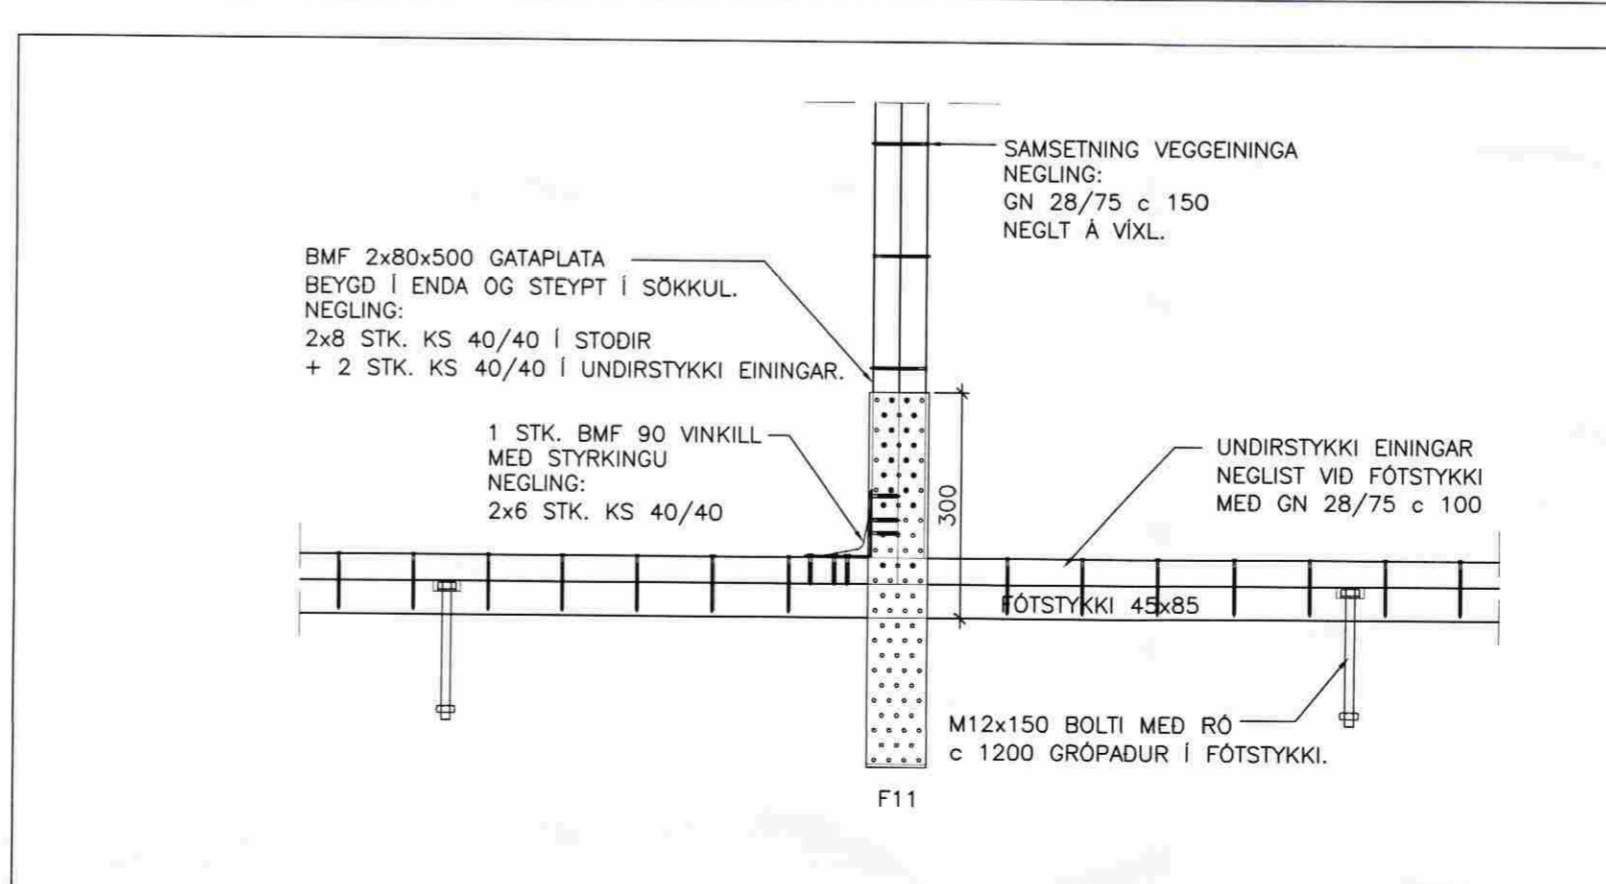 SAMSETNING VEGGEININGA
NEGLING:
GN 28/75 c 150
NEGLT Á VÍXL.
BMF 2x80x500 GATAPLATA
BEYGÐ Í ENDA OG STEYPT Í SÖKKUL.
NEGLING:
2x8 STK. KS 40/40 Í STOÐIR
+ 2 STK. KS 40/40 Í UNDIRSTYKKI EININGAR.
1 STK. BMF 90 VINKILL
MEÐ STYRKINGU
NEGLING:
2x6 STK. KS 40/40
300
UNDIRSTYKKI EININGAR
NEGLIST VIÐ FÓTSTYKKI
MEÐ GN 28/75 c 100
FÓTSTYKKI 45x85
M12x150 BOLTI MEÐ RÓ
c 1200 GRÓPAÐUR Í FÓTSTYKKI.
F11